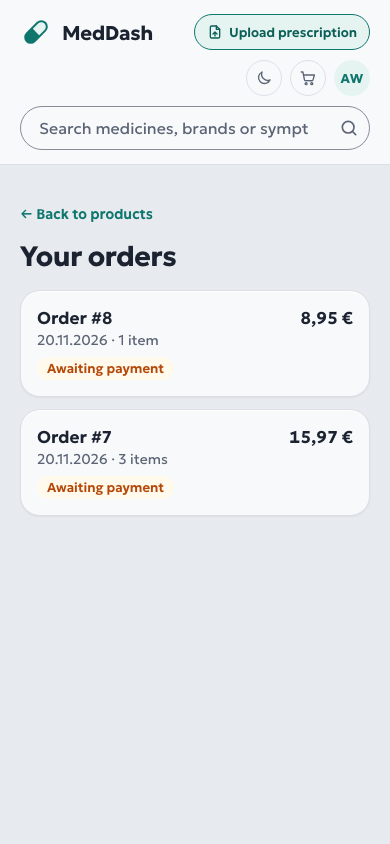 MedDash
Upload prescription
AW
Search medicines, brands or sympt
← Back to products
Your orders
Order #8
8,95 €
20.11.2026 · 1 item
Awaiting payment
Order #7
15,97 €
20.11.2026 · 3 items
Awaiting payment